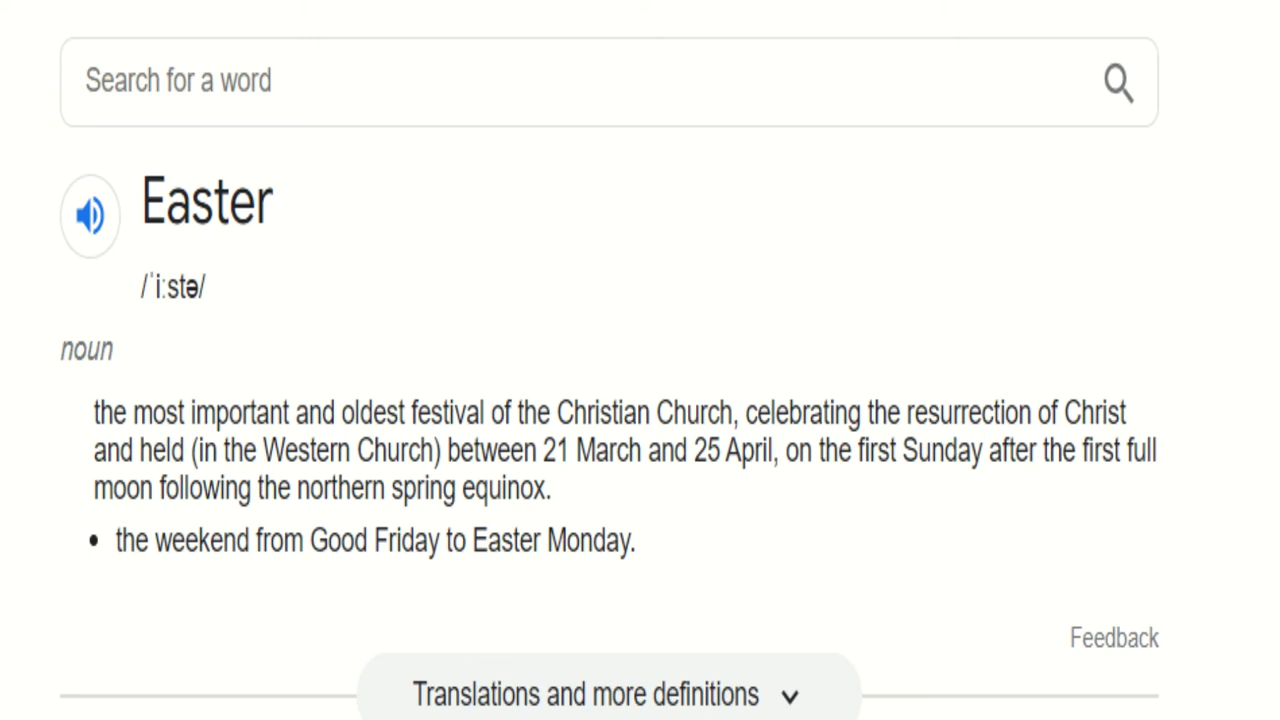 Search for a word
Easter
/ˈiːstə/
noun
the most important and oldest festival of the Christian Church, celebrating the resurrection of Christ
and held (in the Western Church) between 21 March and 25 April, on the first Sunday after the first full
moon following the northern spring equinox.
• the weekend from Good Friday to Easter Monday.
Feedback
Translations and more definitions